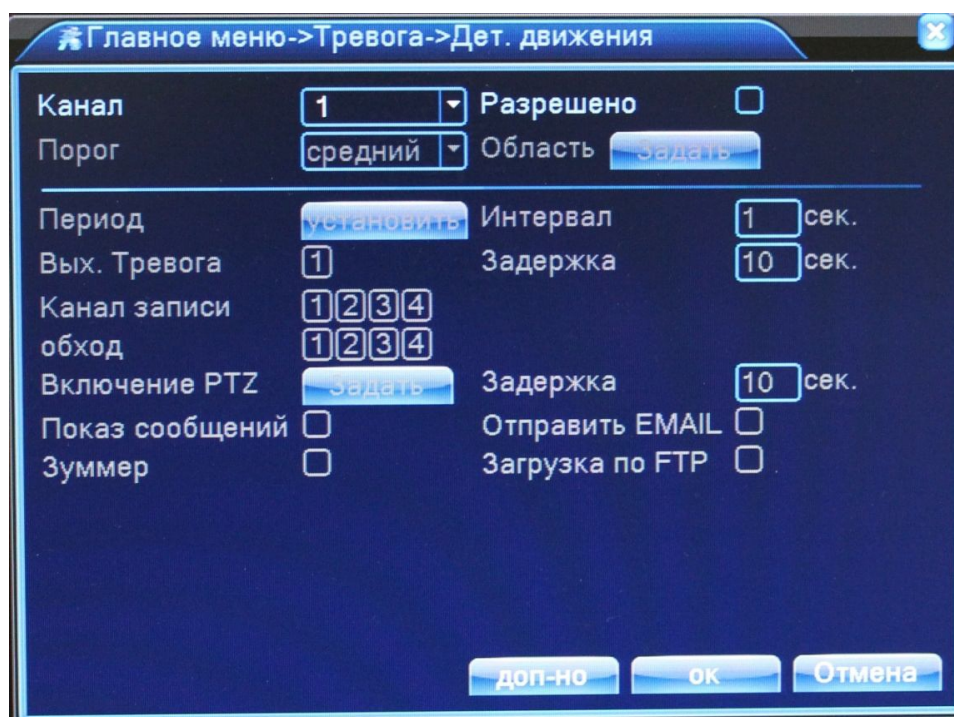 Главное меню->Тревога->Дет. движения
Канал 1 Разрешено
Порог средний Область Задать
Период установить Интервал 1 сек.
Вых. Тревога 1 Задержка 10 сек.
Канал записи 1 2 3 4
обход 1 2 3 4
Включение PTZ Задать Задержка 10 сек.
Показ сообщений Отправить EMAIL
Зуммер Загрузка по FTP
доп-но ок Отмена